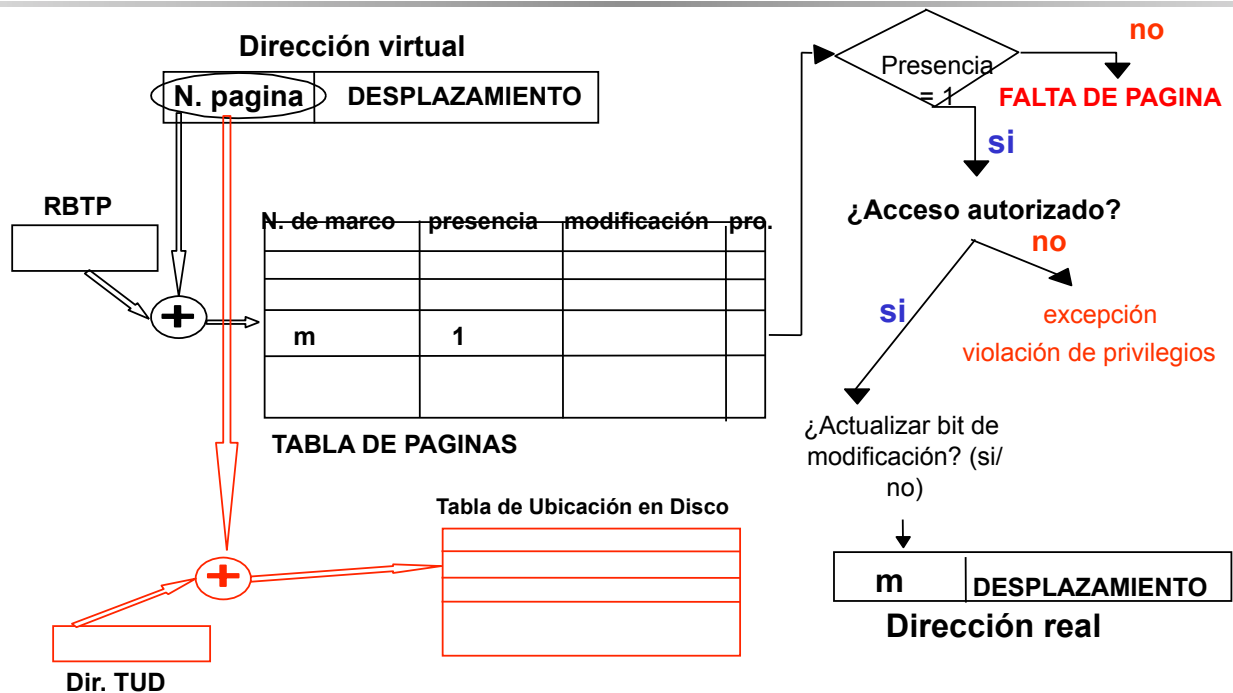 Dirección virtual
N. pagina DESPLAZAMIENTO
RBTP
+
N. de marco presencia modificación pro.
m 1
TABLA DE PAGINAS
Tabla de Ubicación en Disco
+
Dir. TUD
Presencia
= 1
no
FALTA DE PAGINA
si
¿Acceso autorizado?
no
si
excepción
violación de privilegios
¿Actualizar bit de
modificación? (si/
no)
m DESPLAZAMIENTO
Dirección real